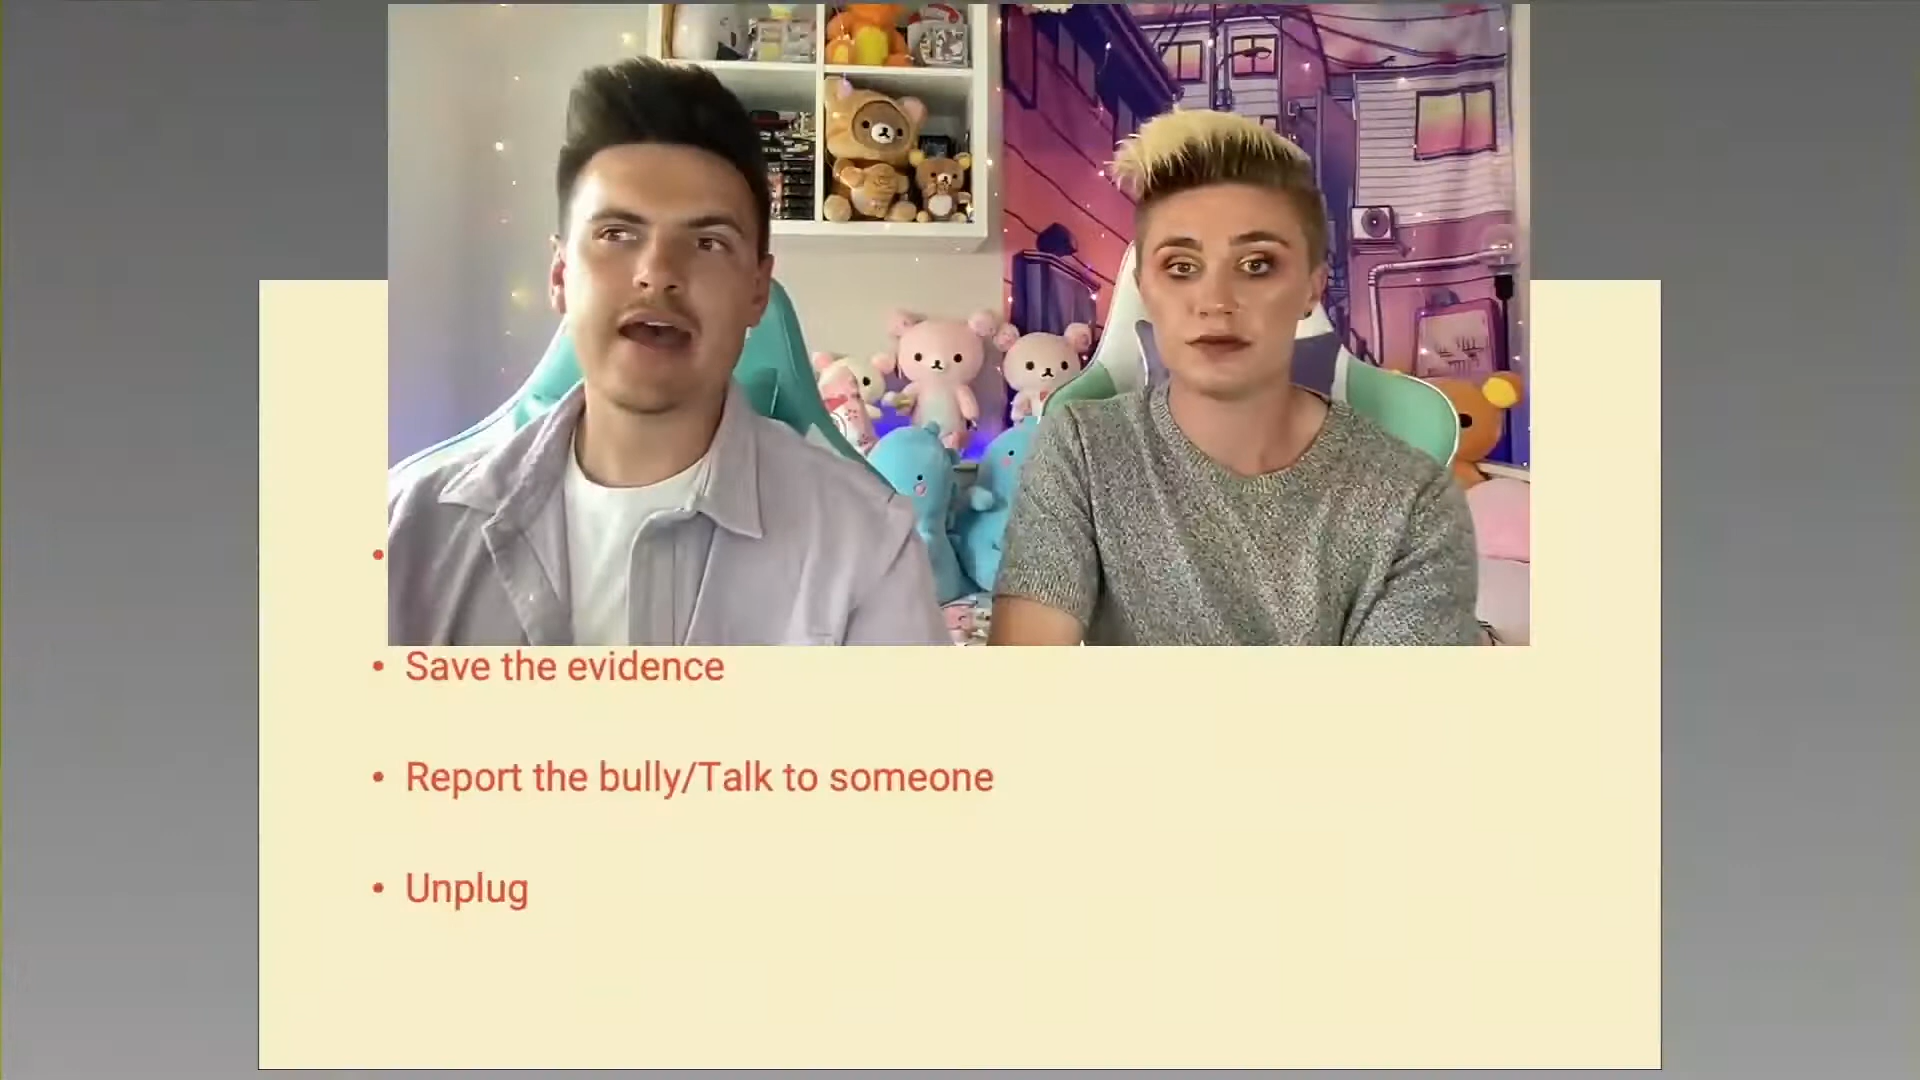 • Save the evidence
• Report the bully/Talk to someone
• Unplug